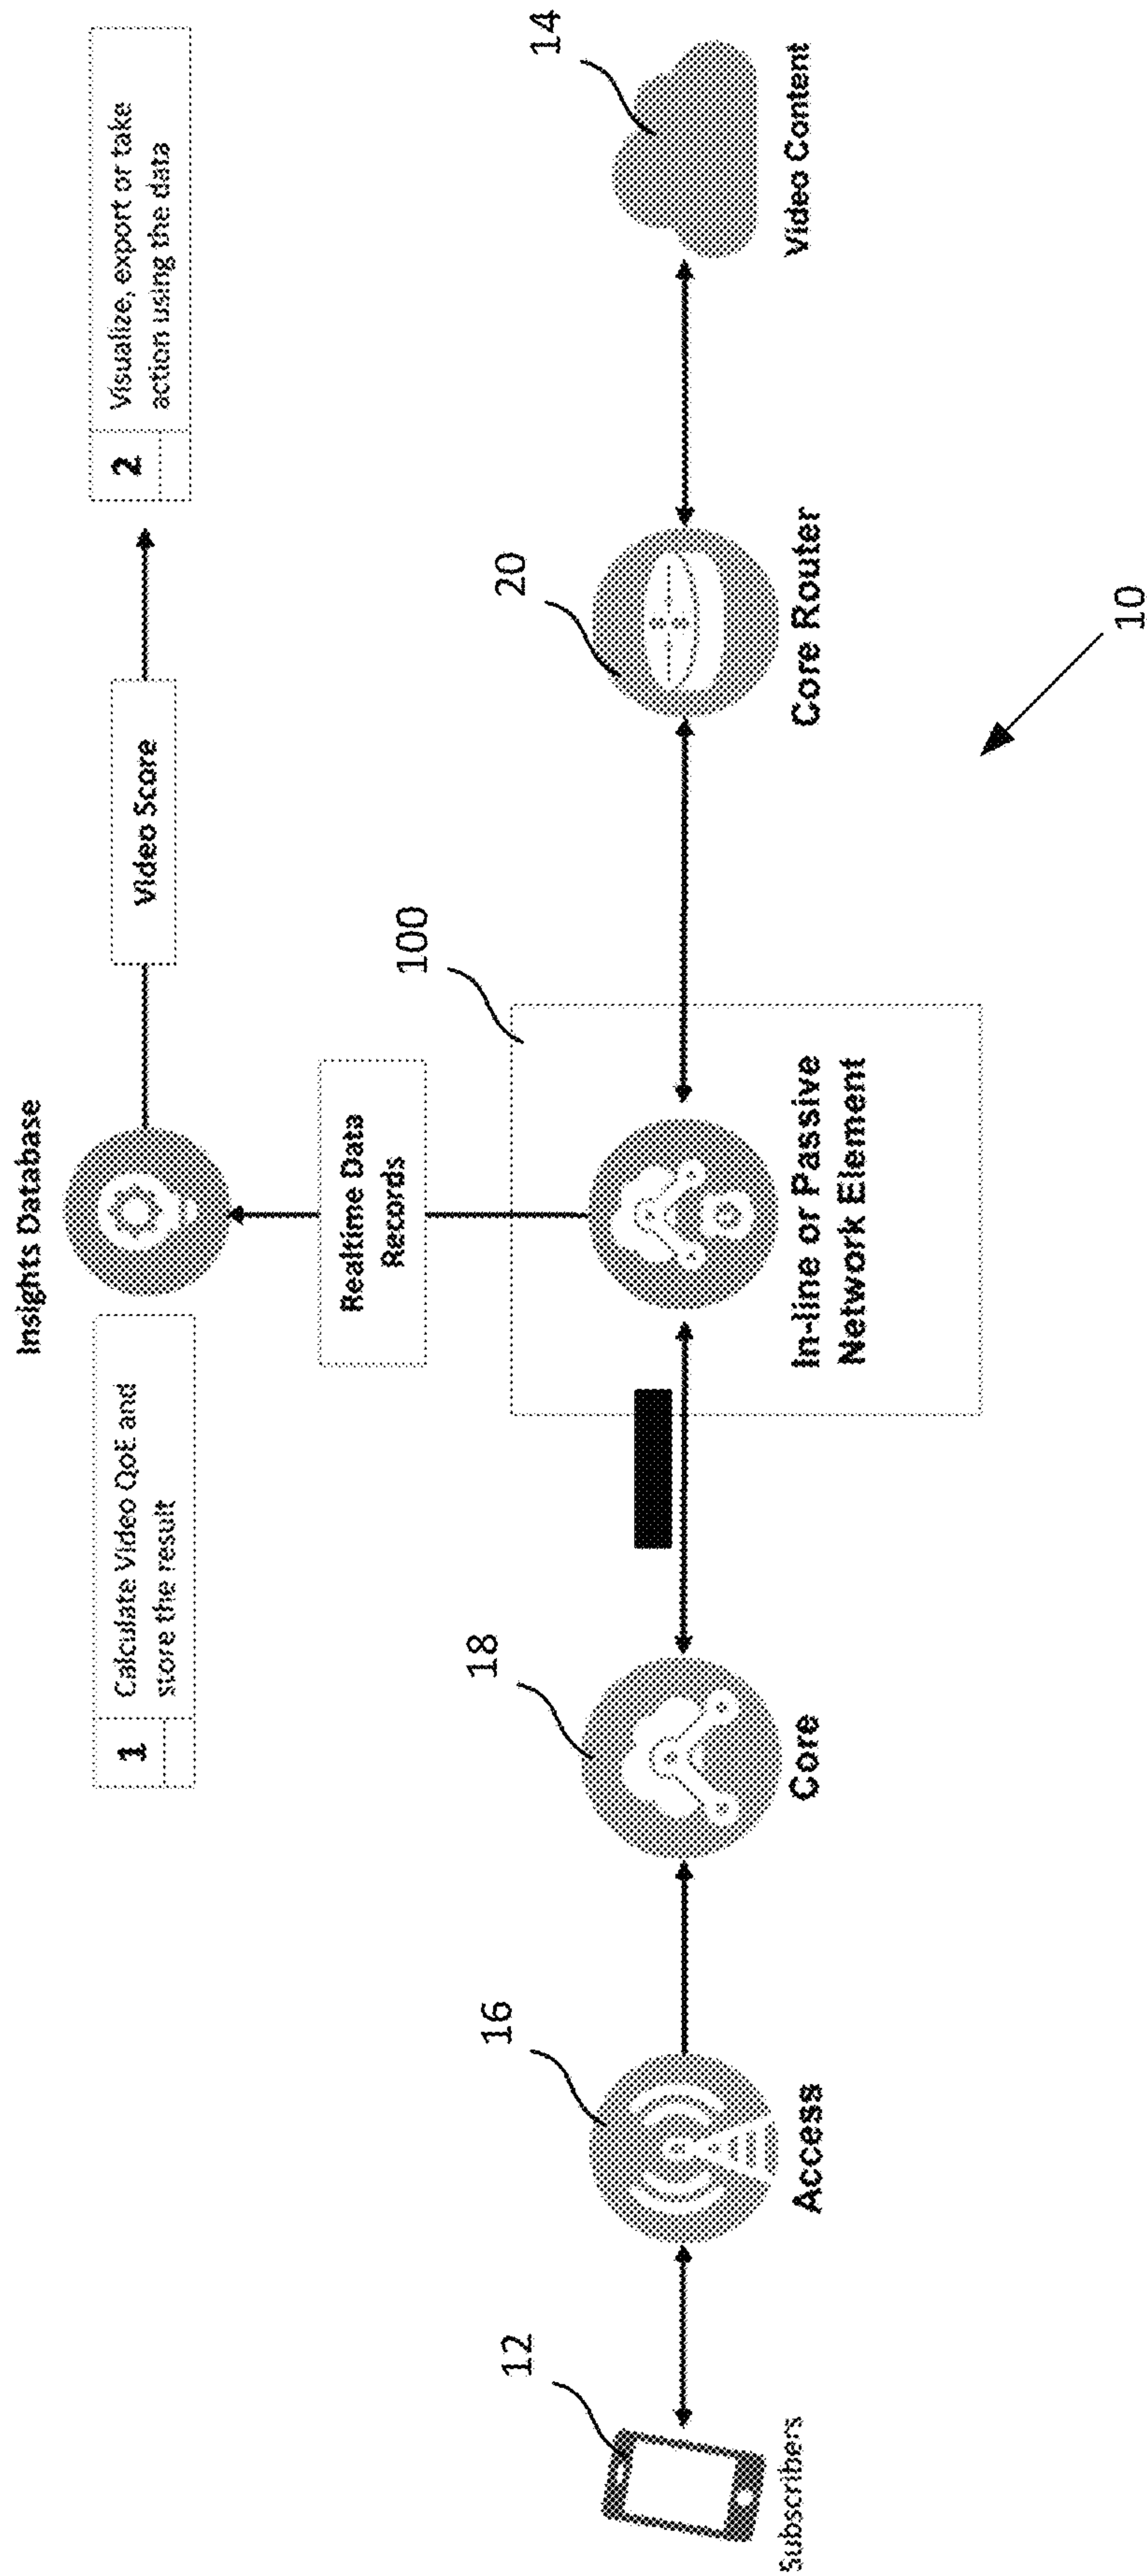 Insights Database
1
Calculate Video QoE and
store the result
Video Score
2
Visualize, export or take
action using the data
Realtime Data
Records
100
12
16
18
20
14
Subscribers
Access
Core
In-line or Passive
Network Element
Core Router
Video Content
10